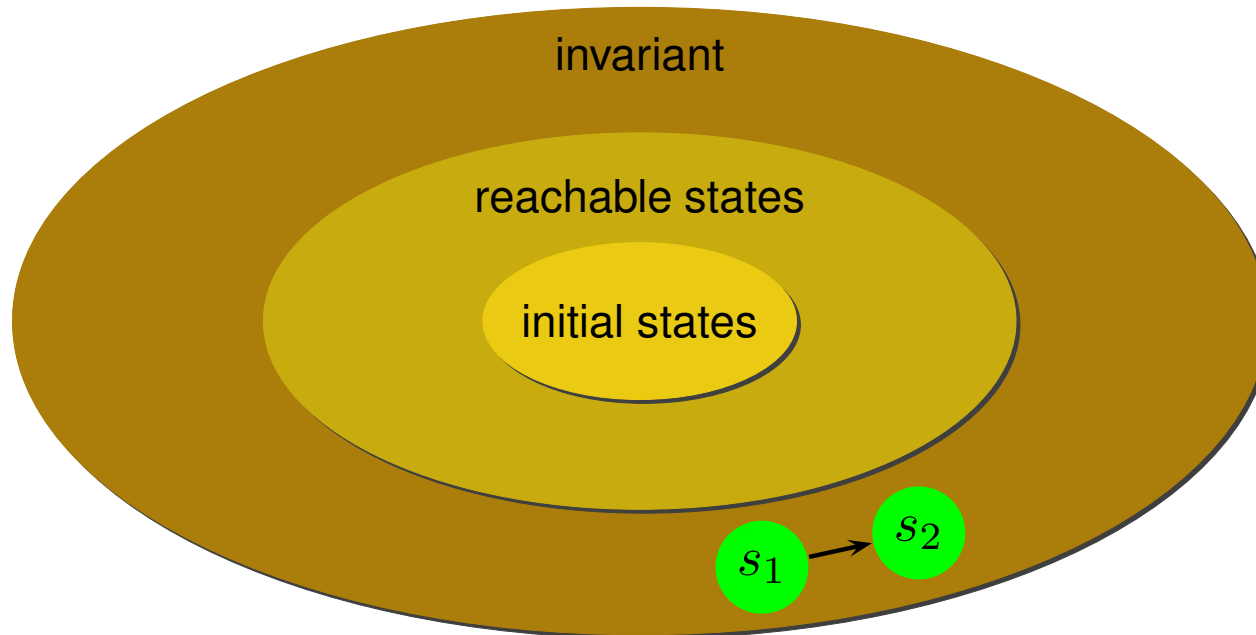 invariant
reachable states
initial states
s₂
s₁